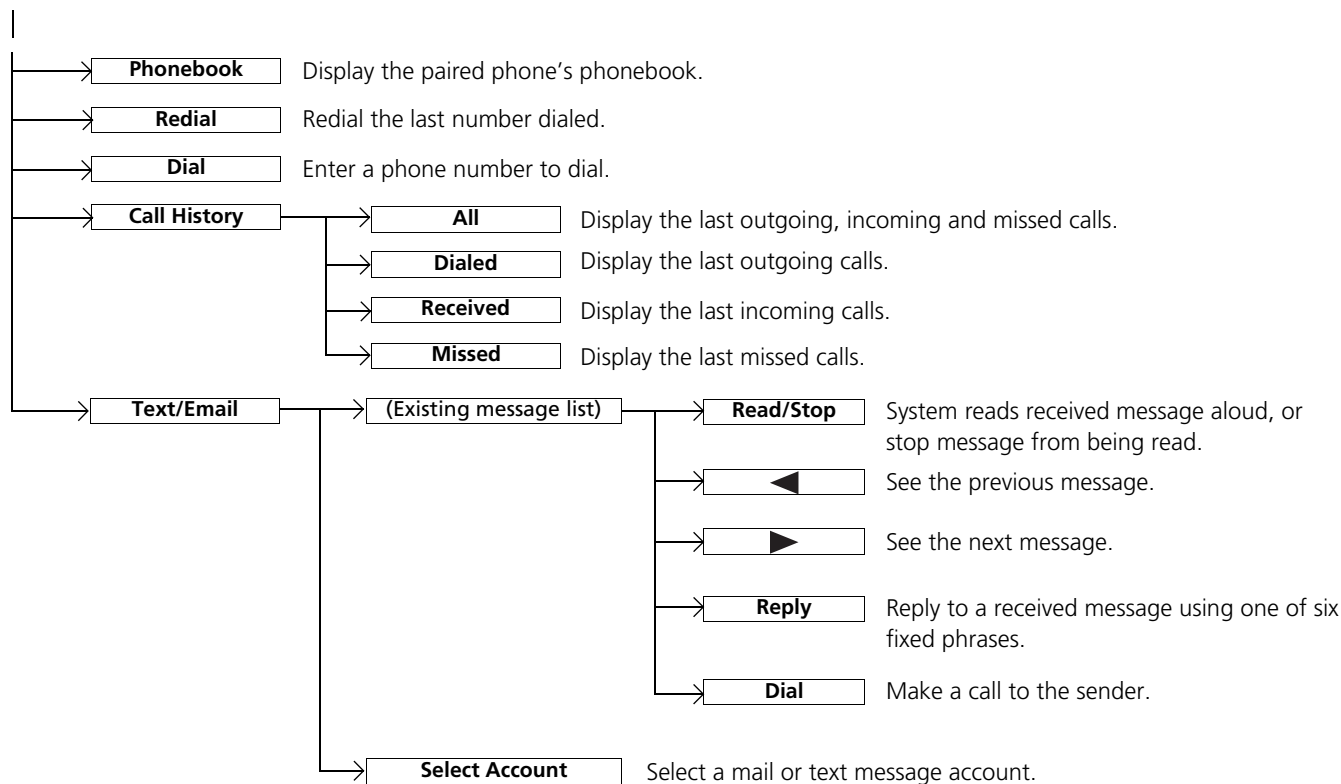 Phonebook Display the paired phone’s phonebook.
Redial Redial the last number dialed.
Dial Enter a phone number to dial.
Call History All Display the last outgoing, incoming and missed calls.
Dialed Display the last outgoing calls.
Received Display the last incoming calls.
Missed Display the last missed calls.
Text/Email (Existing message list) Read/Stop System reads received message aloud, or
stop message from being read.
See the previous message.
See the next message.
Reply Reply to a received message using one of six
fixed phrases.
Dial Make a call to the sender.
Select Account Select a mail or text message account.